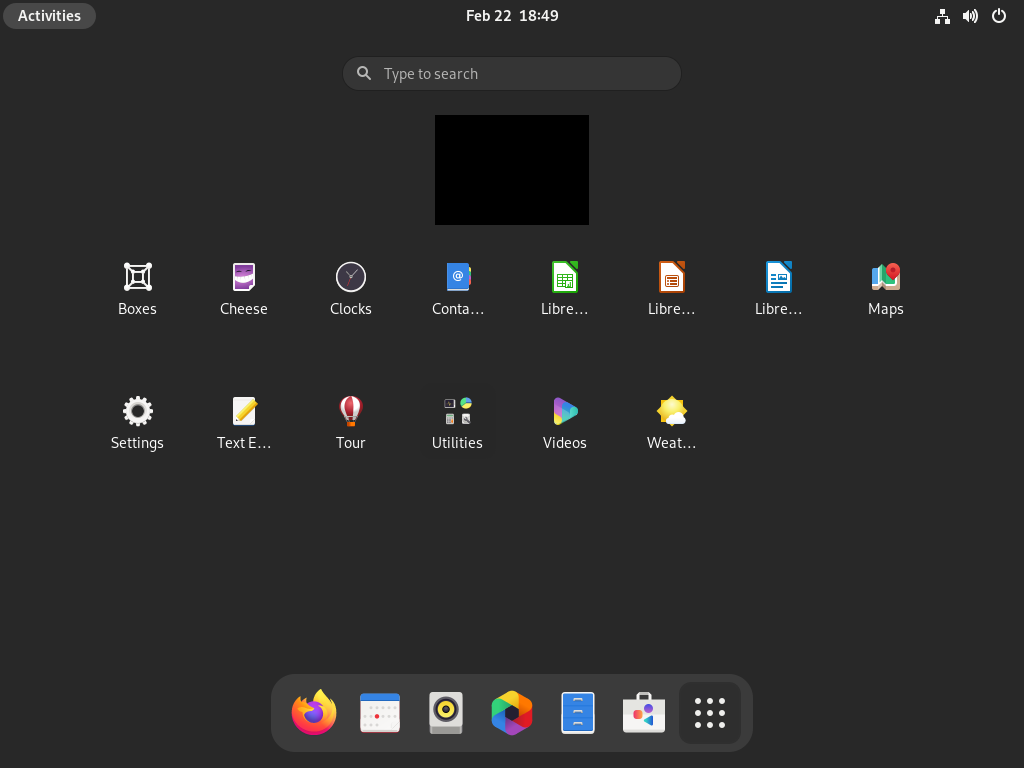 Activities
Feb 22 18:49
Type to search
Boxes
Cheese
Clocks
Conta…
Libre…
Libre…
Libre…
Maps
Settings
Text E…
Tour
Utilities
Videos
Weat…